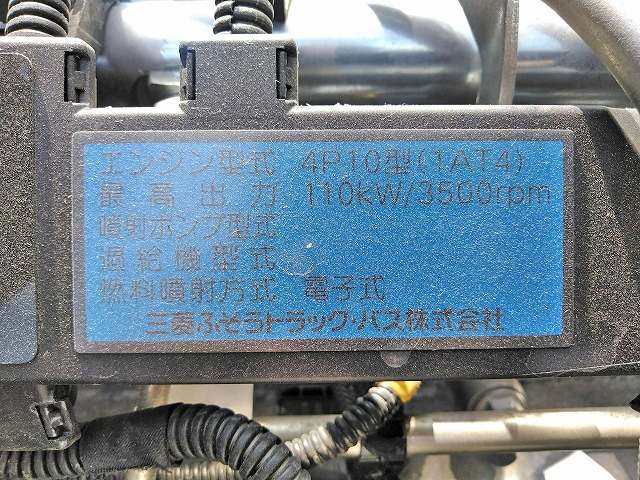 エンジン型式 4P10型(1AT4)
最高出力 110kW/3500rpm
噴射ポンプ型式
過給機型式
燃料噴射方式 電子式
三菱ふそうトラック・バス株式会社